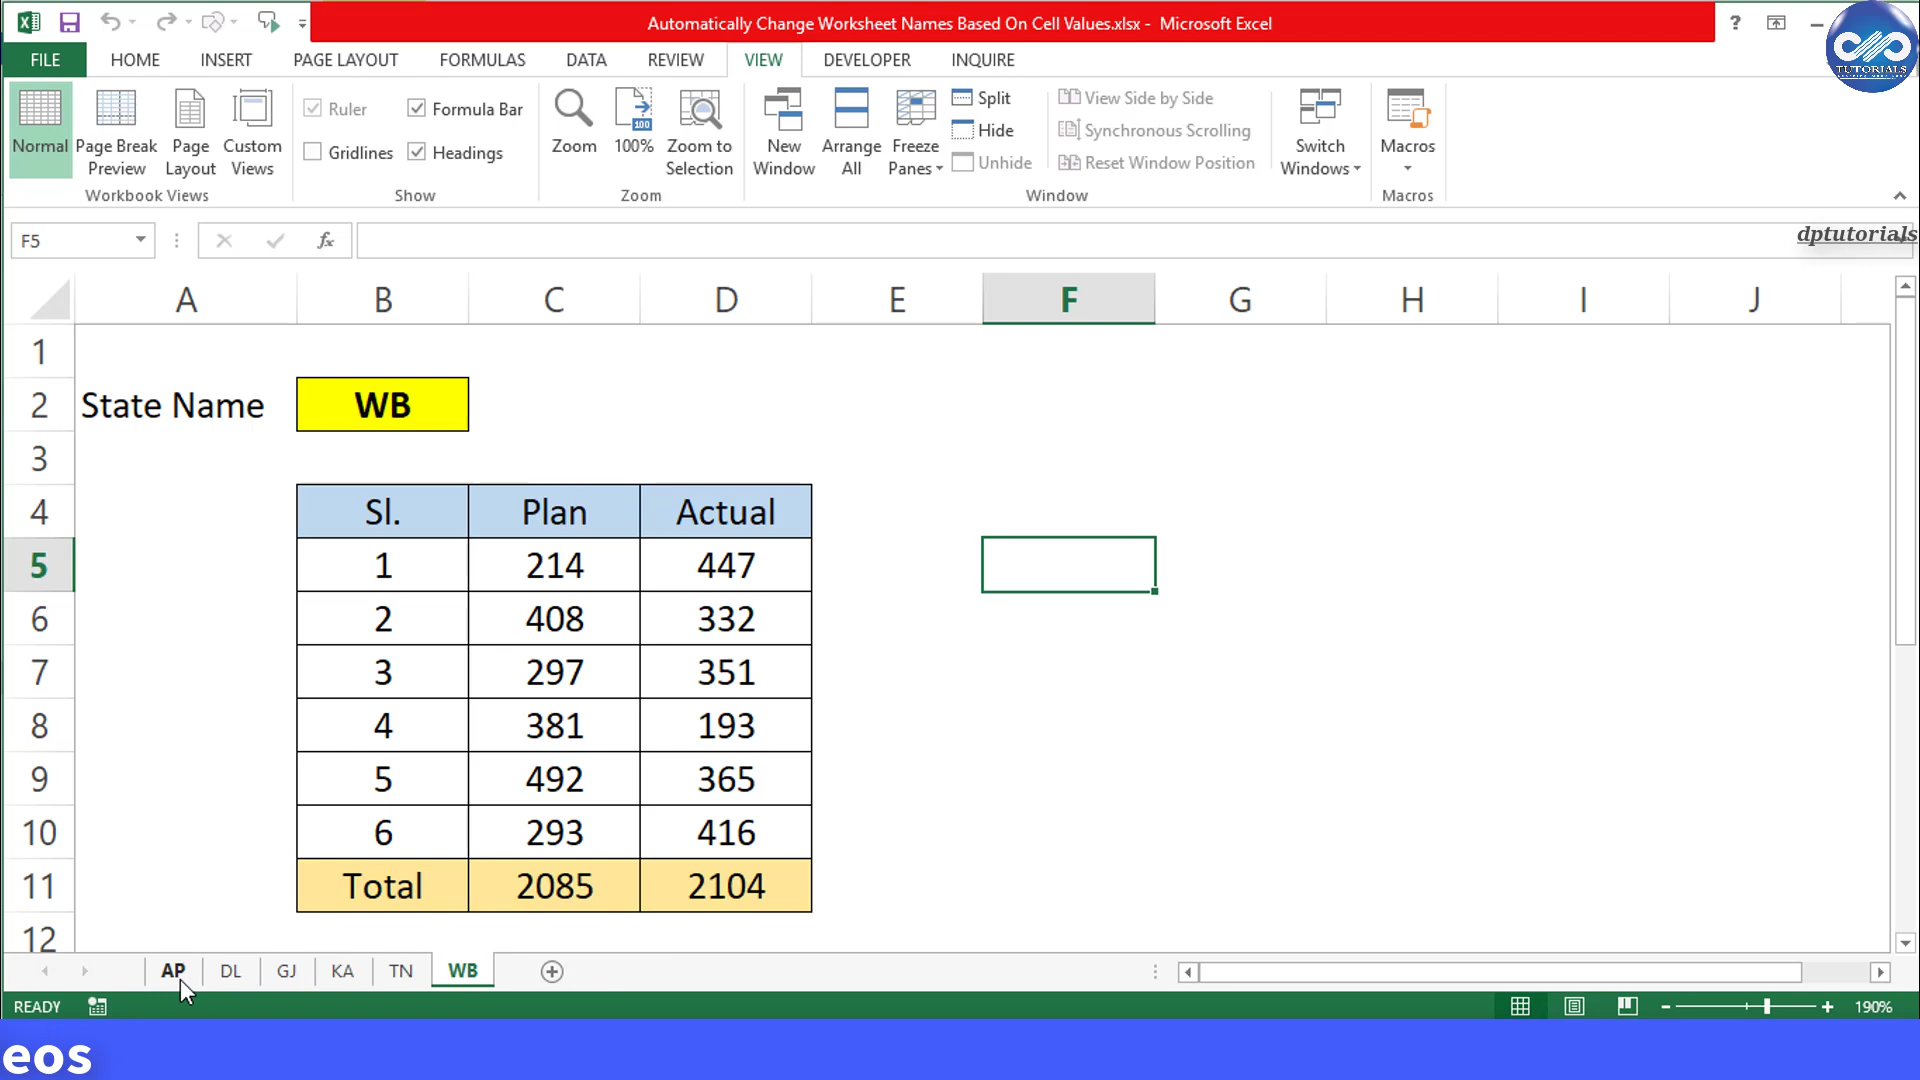 Automatically Change Worksheet Names Based On Cell Values.xlsx - Microsoft Excel
?
TUTORIALS
FILE HOME INSERT PAGE LAYOUT FORMULAS DATA REVIEW VIEW DEVELOPER INQUIRE
Normal
Page Break Preview
Page Layout
Custom Views
Workbook Views
Ruler
Formula Bar
Gridlines
Headings
Show
Zoom
100
100%
Zoom to Selection
Zoom
New Window
Arrange All
Freeze Panes
Split
Hide
Unhide
View Side by Side
Synchronous Scrolling
Reset Window Position
Window
Switch Windows
Macros
Macros
F5
fx
dptutorials
A B C D E F G H I J
1
2 State Name WB
3
4 Sl. Plan Actual
5 1 214 447
6 2 408 332
7 3 297 351
8 4 381 193
9 5 492 365
10 6 293 416
11 Total 2085 2104
12
AP DL GJ KA TN WB
READY
190%
eos